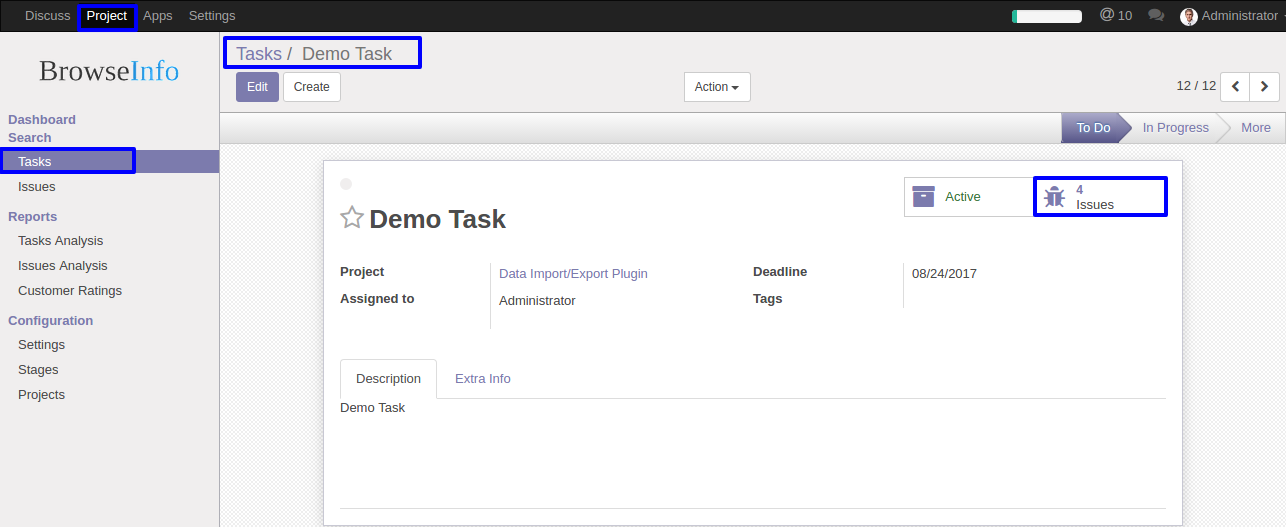 Discuss Project Apps Settings @ 10 Administrator
BrowseInfo
Dashboard
Search
Tasks
Issues
Reports
Tasks Analysis
Issues Analysis
Customer Ratings
Configuration
Settings
Stages
Projects
Tasks / Demo Task
Edit Create Action 12 / 12
To Do In Progress More
Active
4
Issues
Demo Task
Project Data Import/Export Plugin Deadline 08/24/2017
Assigned to Administrator Tags
Description Extra Info
Demo Task